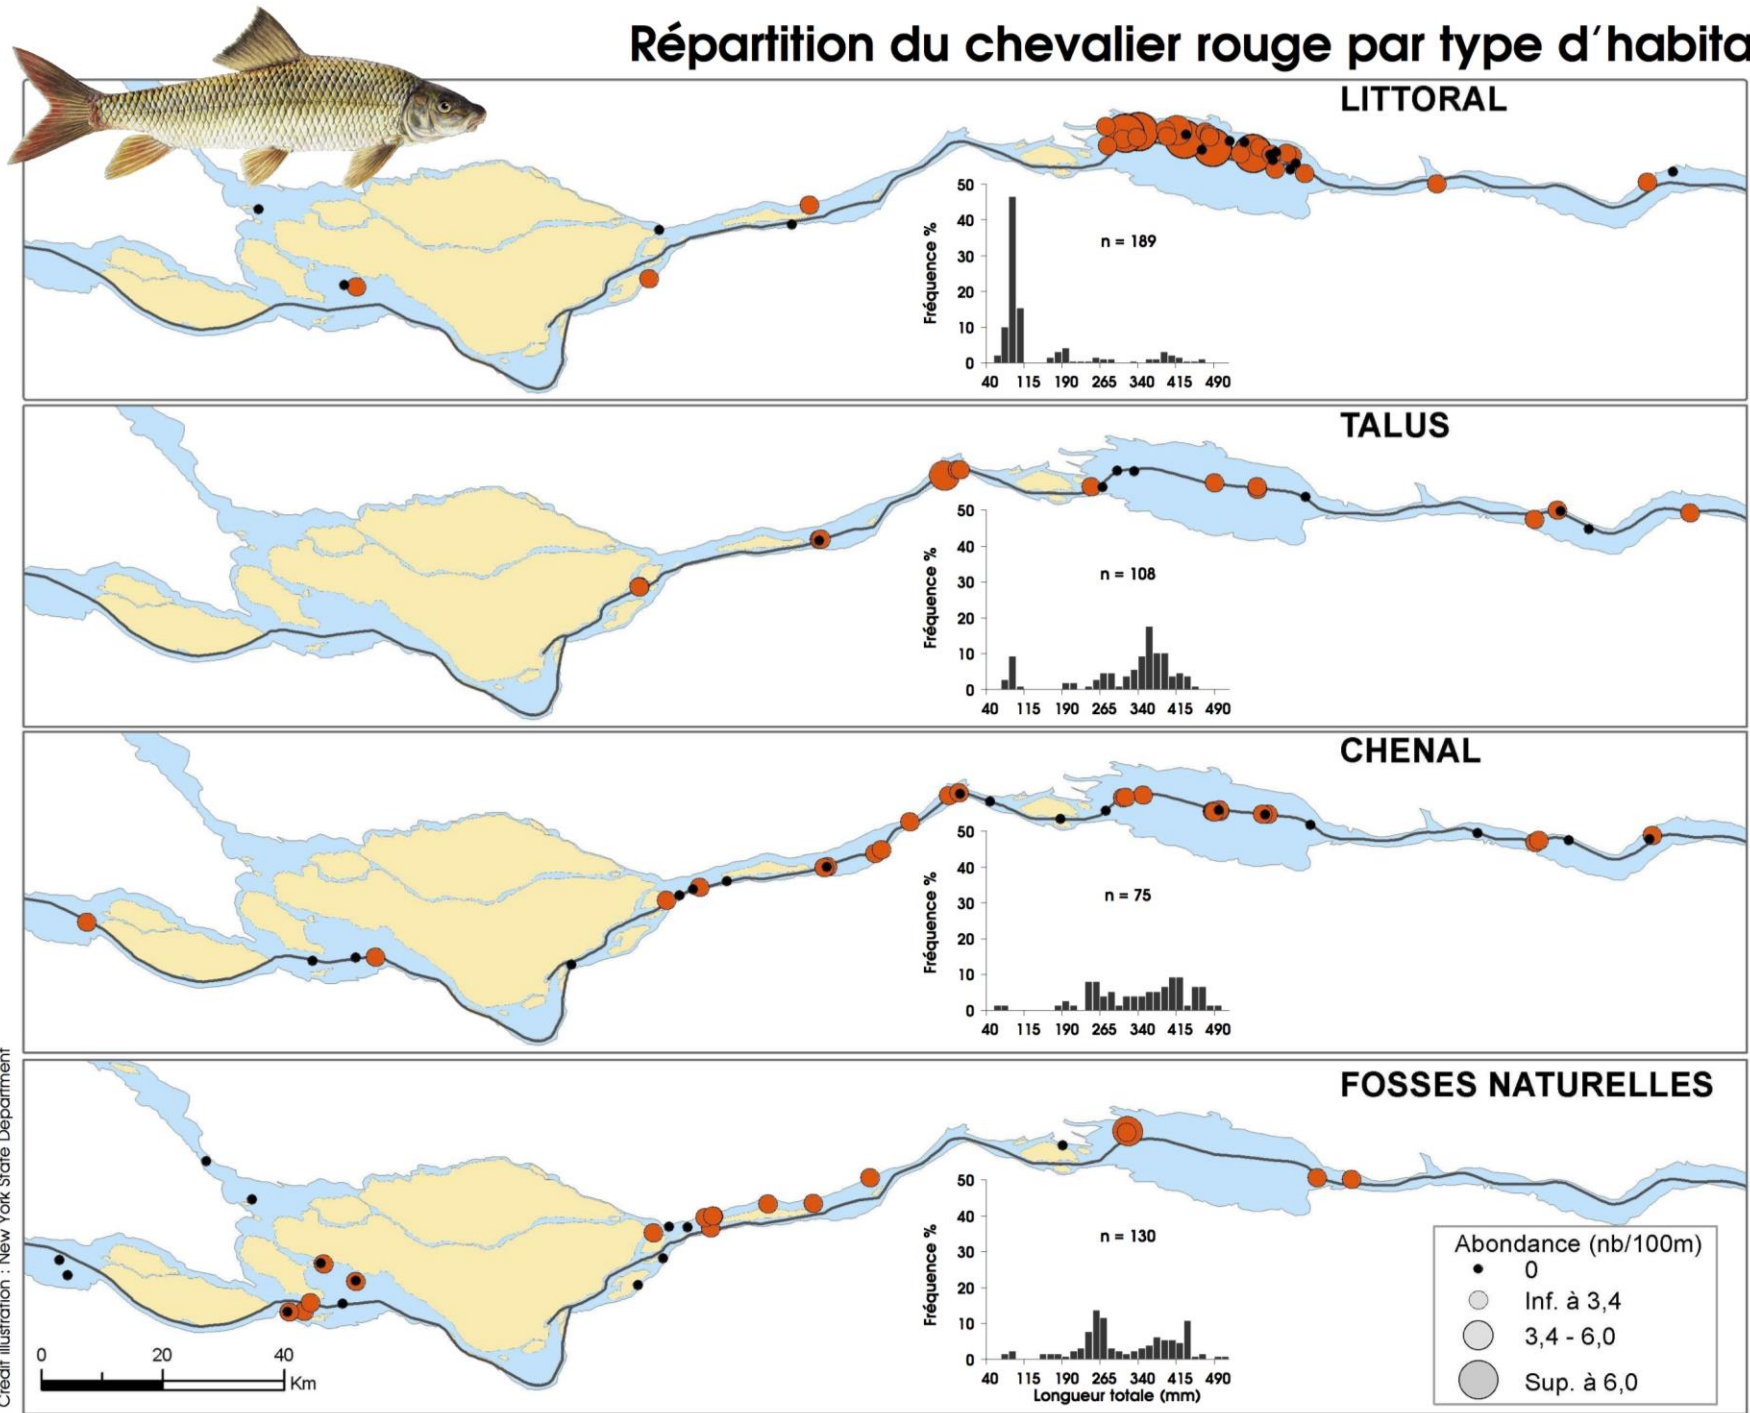 Répartition du chevalier rouge par type d'habita
LITTORAL
50
40
30
20
10
0
Fréquence %
n = 189
40 115 190 265 340 415 490
TALUS
50
40
30
20
10
0
Fréquence %
n = 108
40 115 190 265 340 415 490
CHENAL
50
40
30
20
10
0
Fréquence %
n = 75
40 115 190 265 340 415 490
FOSSES NATURELLES
50
40
30
20
10
0
Fréquence %
n = 130
40 115 190 265 340 415 490
Longueur totale (mm)
Abondance (nb/100m)
0
Inf. à 3,4
3,4 - 6,0
Sup. à 6,0
0 20 40
Km
Crédit illustration : New York State Department